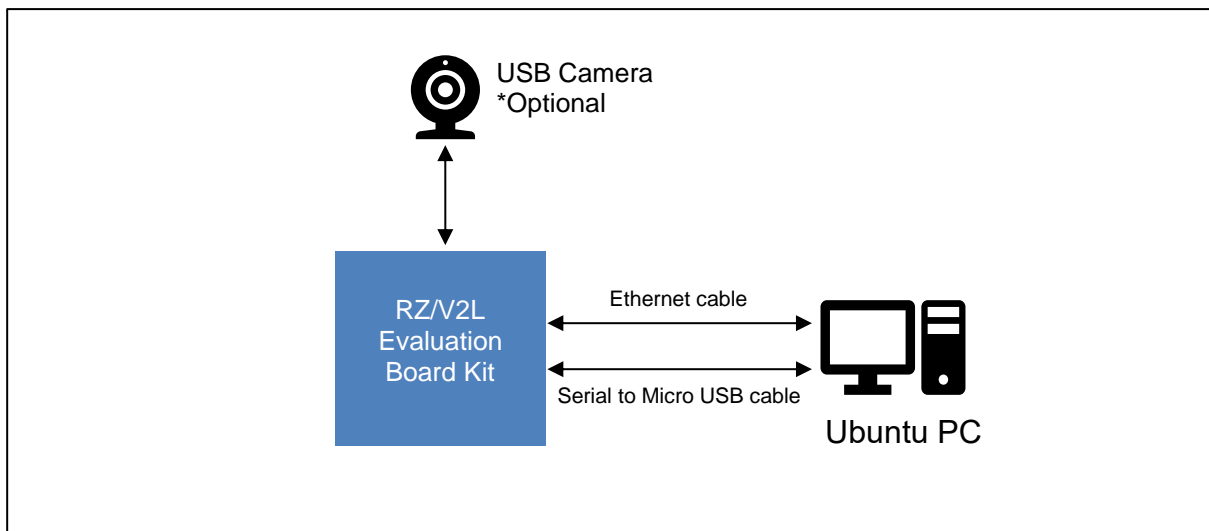 USB Camera
*Optional
RZ/V2L
Evaluation
Board Kit
Ethernet cable
Serial to Micro USB cable
Ubuntu PC